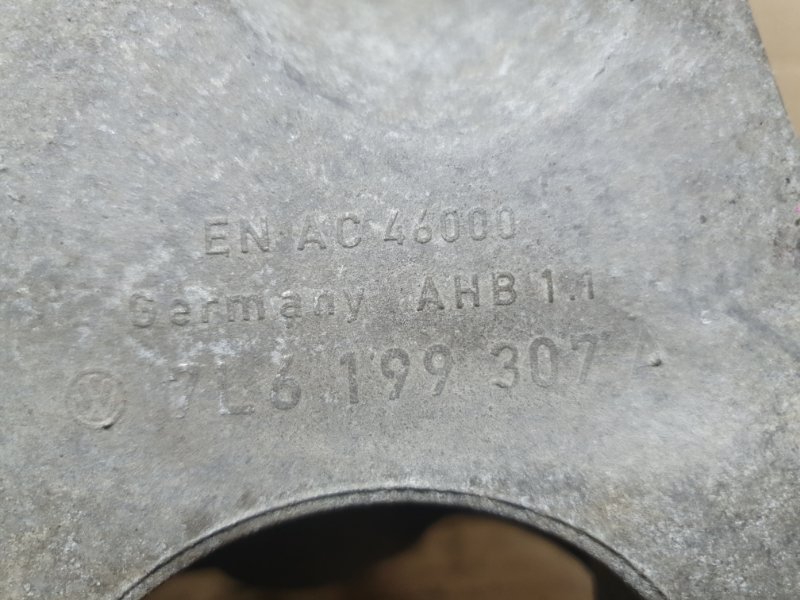 EN AC 46000
Germany AHB 1.1
7L6 199 307 A